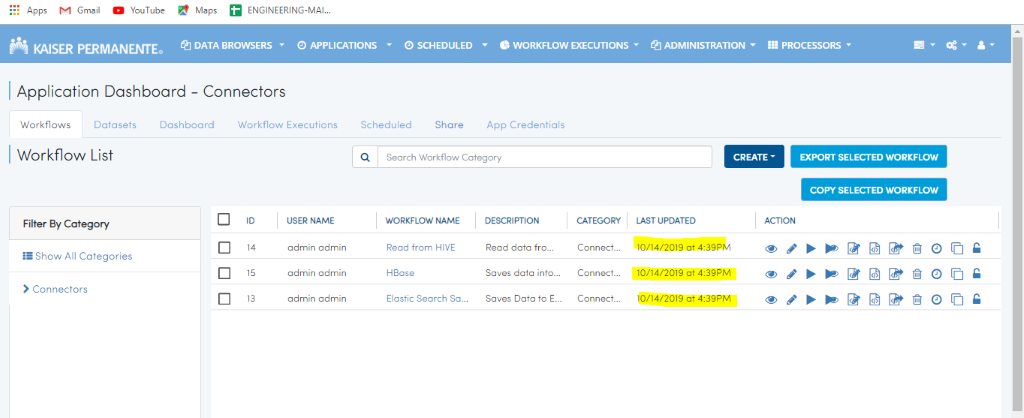 Apps Gmail YouTube Maps ENGINEERING-MAI...
KAISER PERMANENTE® DATA BROWSERS APPLICATIONS SCHEDULED WORKFLOW EXECUTIONS ADMINISTRATION PROCESSORS
Application Dashboard - Connectors
Workflows Datasets Dashboard Workflow Executions Scheduled Share App Credentials
Workflow List
Search Workflow Category
CREATE
EXPORT SELECTED WORKFLOW
COPY SELECTED WORKFLOW
Filter By Category
Show All Categories
Connectors
ID USER NAME WORKFLOW NAME DESCRIPTION CATEGORY LAST UPDATED ACTION
14 admin admin Read from HIVE Read data fro... Connect... 10/14/2019 at 4:39PM
15 admin admin HBase Saves data into... Connect... 10/14/2019 at 4:39PM
13 admin admin Elastic Search Sa... Saves Data to E... Connect... 10/14/2019 at 4:39PM